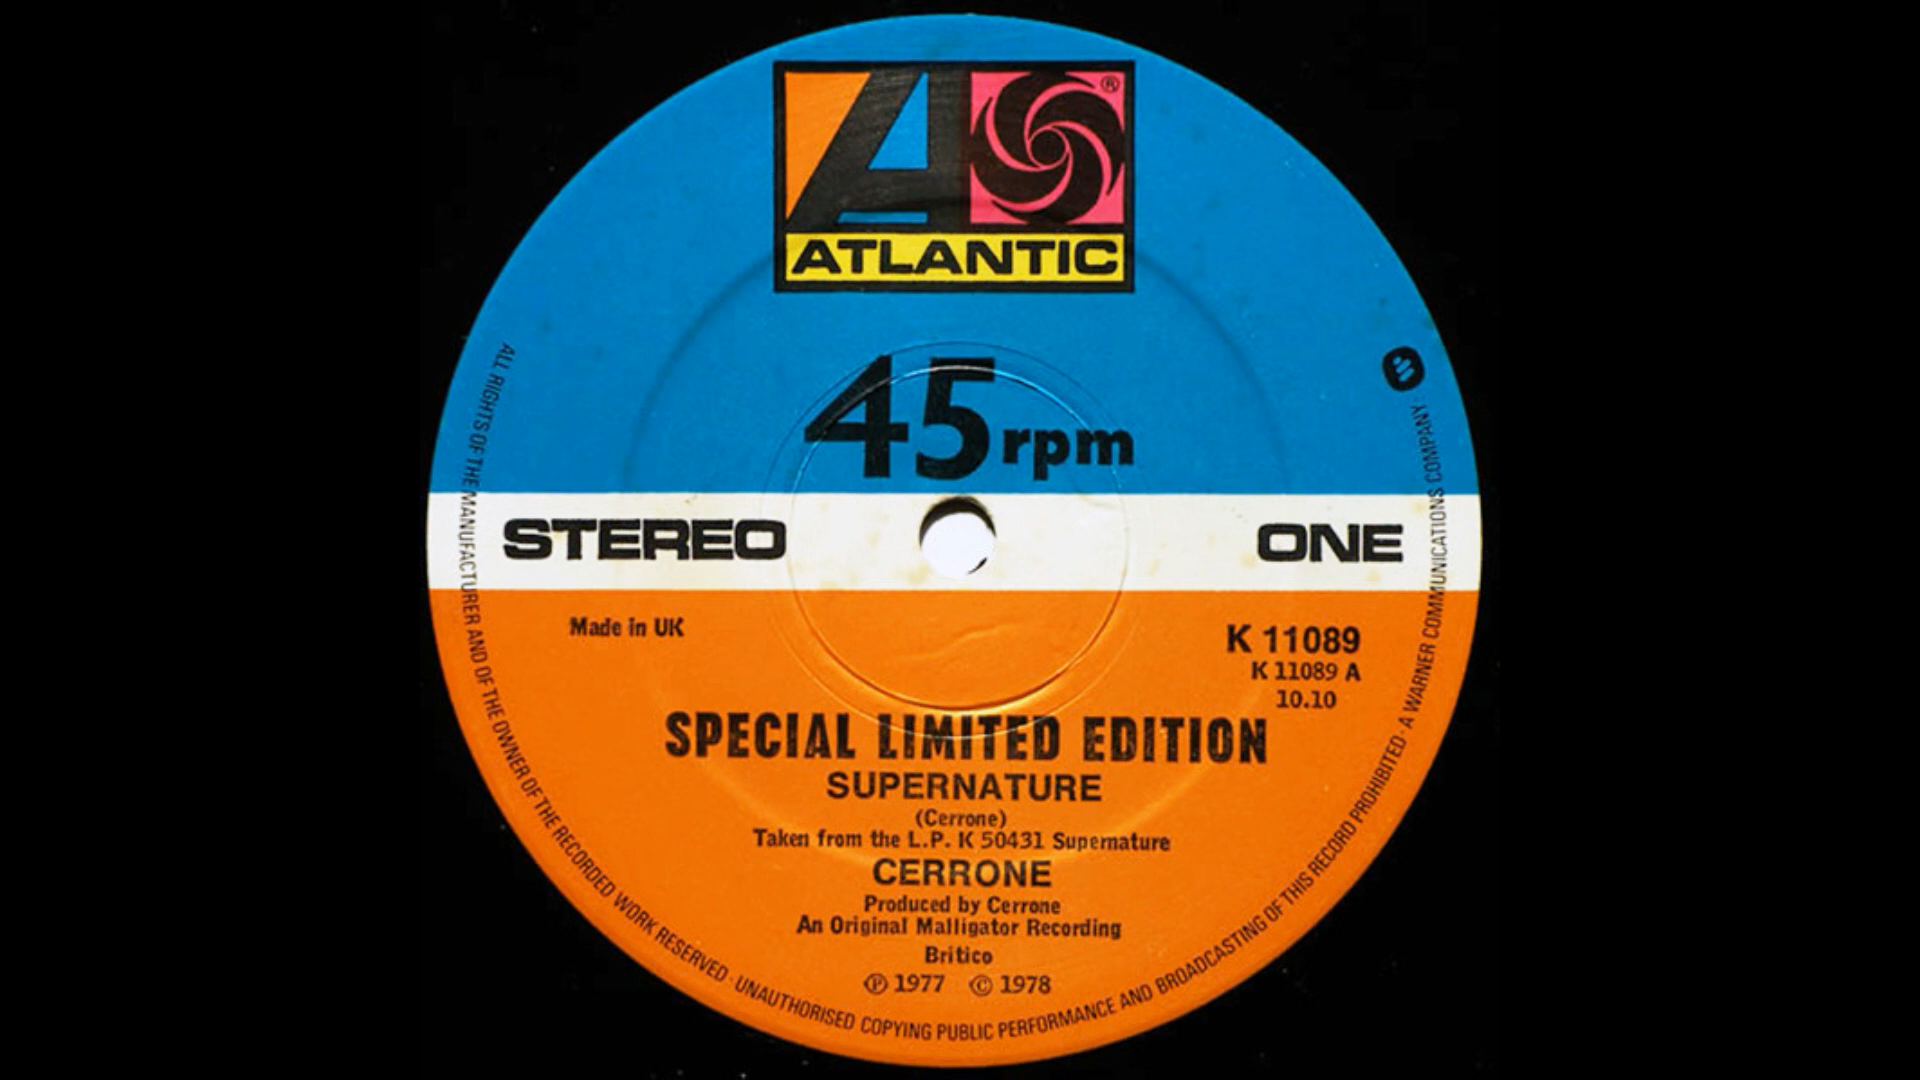 A
®
ATLANTIC
45 rpm
STEREO
ONE
Made in UK
K 11089
K 11089 A
10.10
SPECIAL LIMITED EDITION
SUPERNATURE
(Cerrone)
Taken from the L.P. K 50431 Supernature
CERRONE
Produced by Cerrone
An Original Malligator Recording
Britico
Ⓟ 1977 © 1978
ALL RIGHTS OF THE MANUFACTURER AND OF THE OWNER OF THE RECORDED WORK RESERVED · UNAUTHORISED COPYING PUBLIC PERFORMANCE AND BROADCASTING OF THIS RECORD PROHIBITED · A WARNER COMMUNICATIONS COMPANY ·